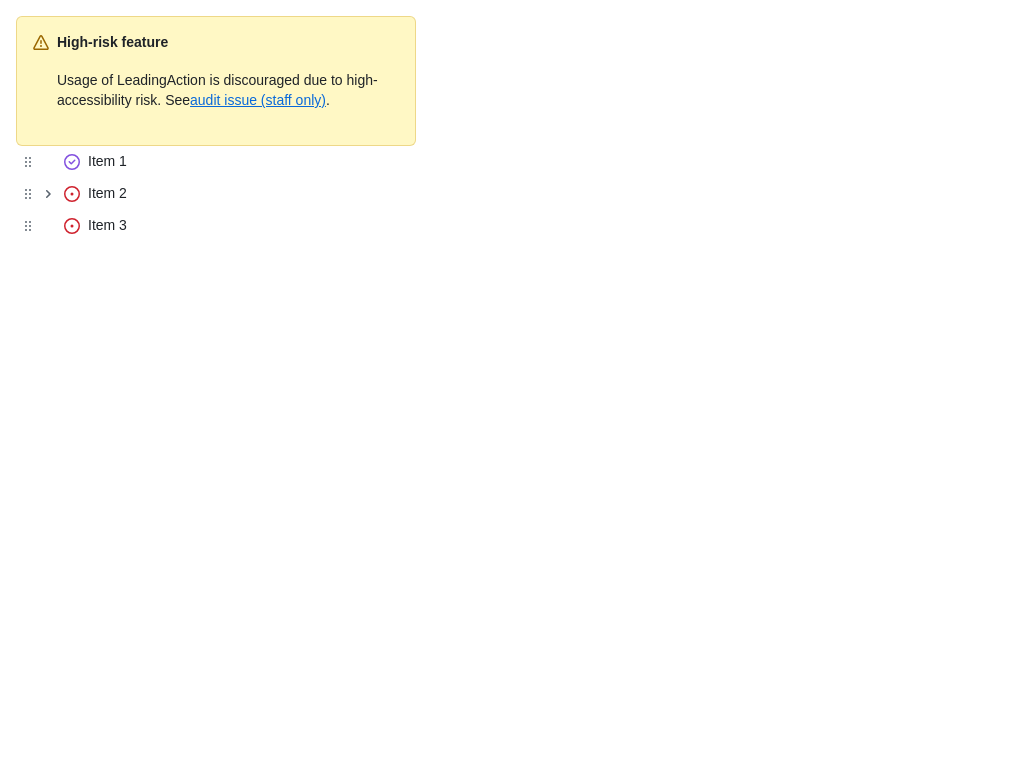 High-risk feature
Usage of LeadingAction is discouraged due to high-
accessibility risk. Seeaudit issue (staff only).
Item 1
Item 2
Item 3